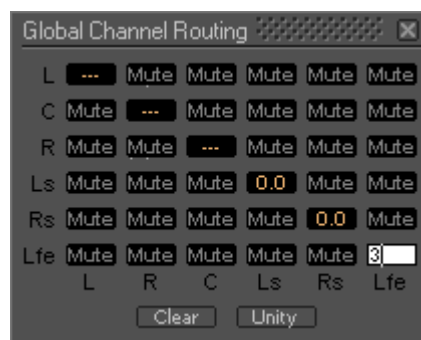 Global Channel Routing
L --- Mute Mute Mute Mute Mute
C Mute --- Mute Mute Mute Mute
R Mute Mute --- Mute Mute Mute
Ls Mute Mute Mute 0.0 Mute Mute
Rs Mute Mute Mute Mute 0.0 Mute
Lfe Mute Mute Mute Mute Mute 3
L R C Ls Rs Lfe
Clear Unity